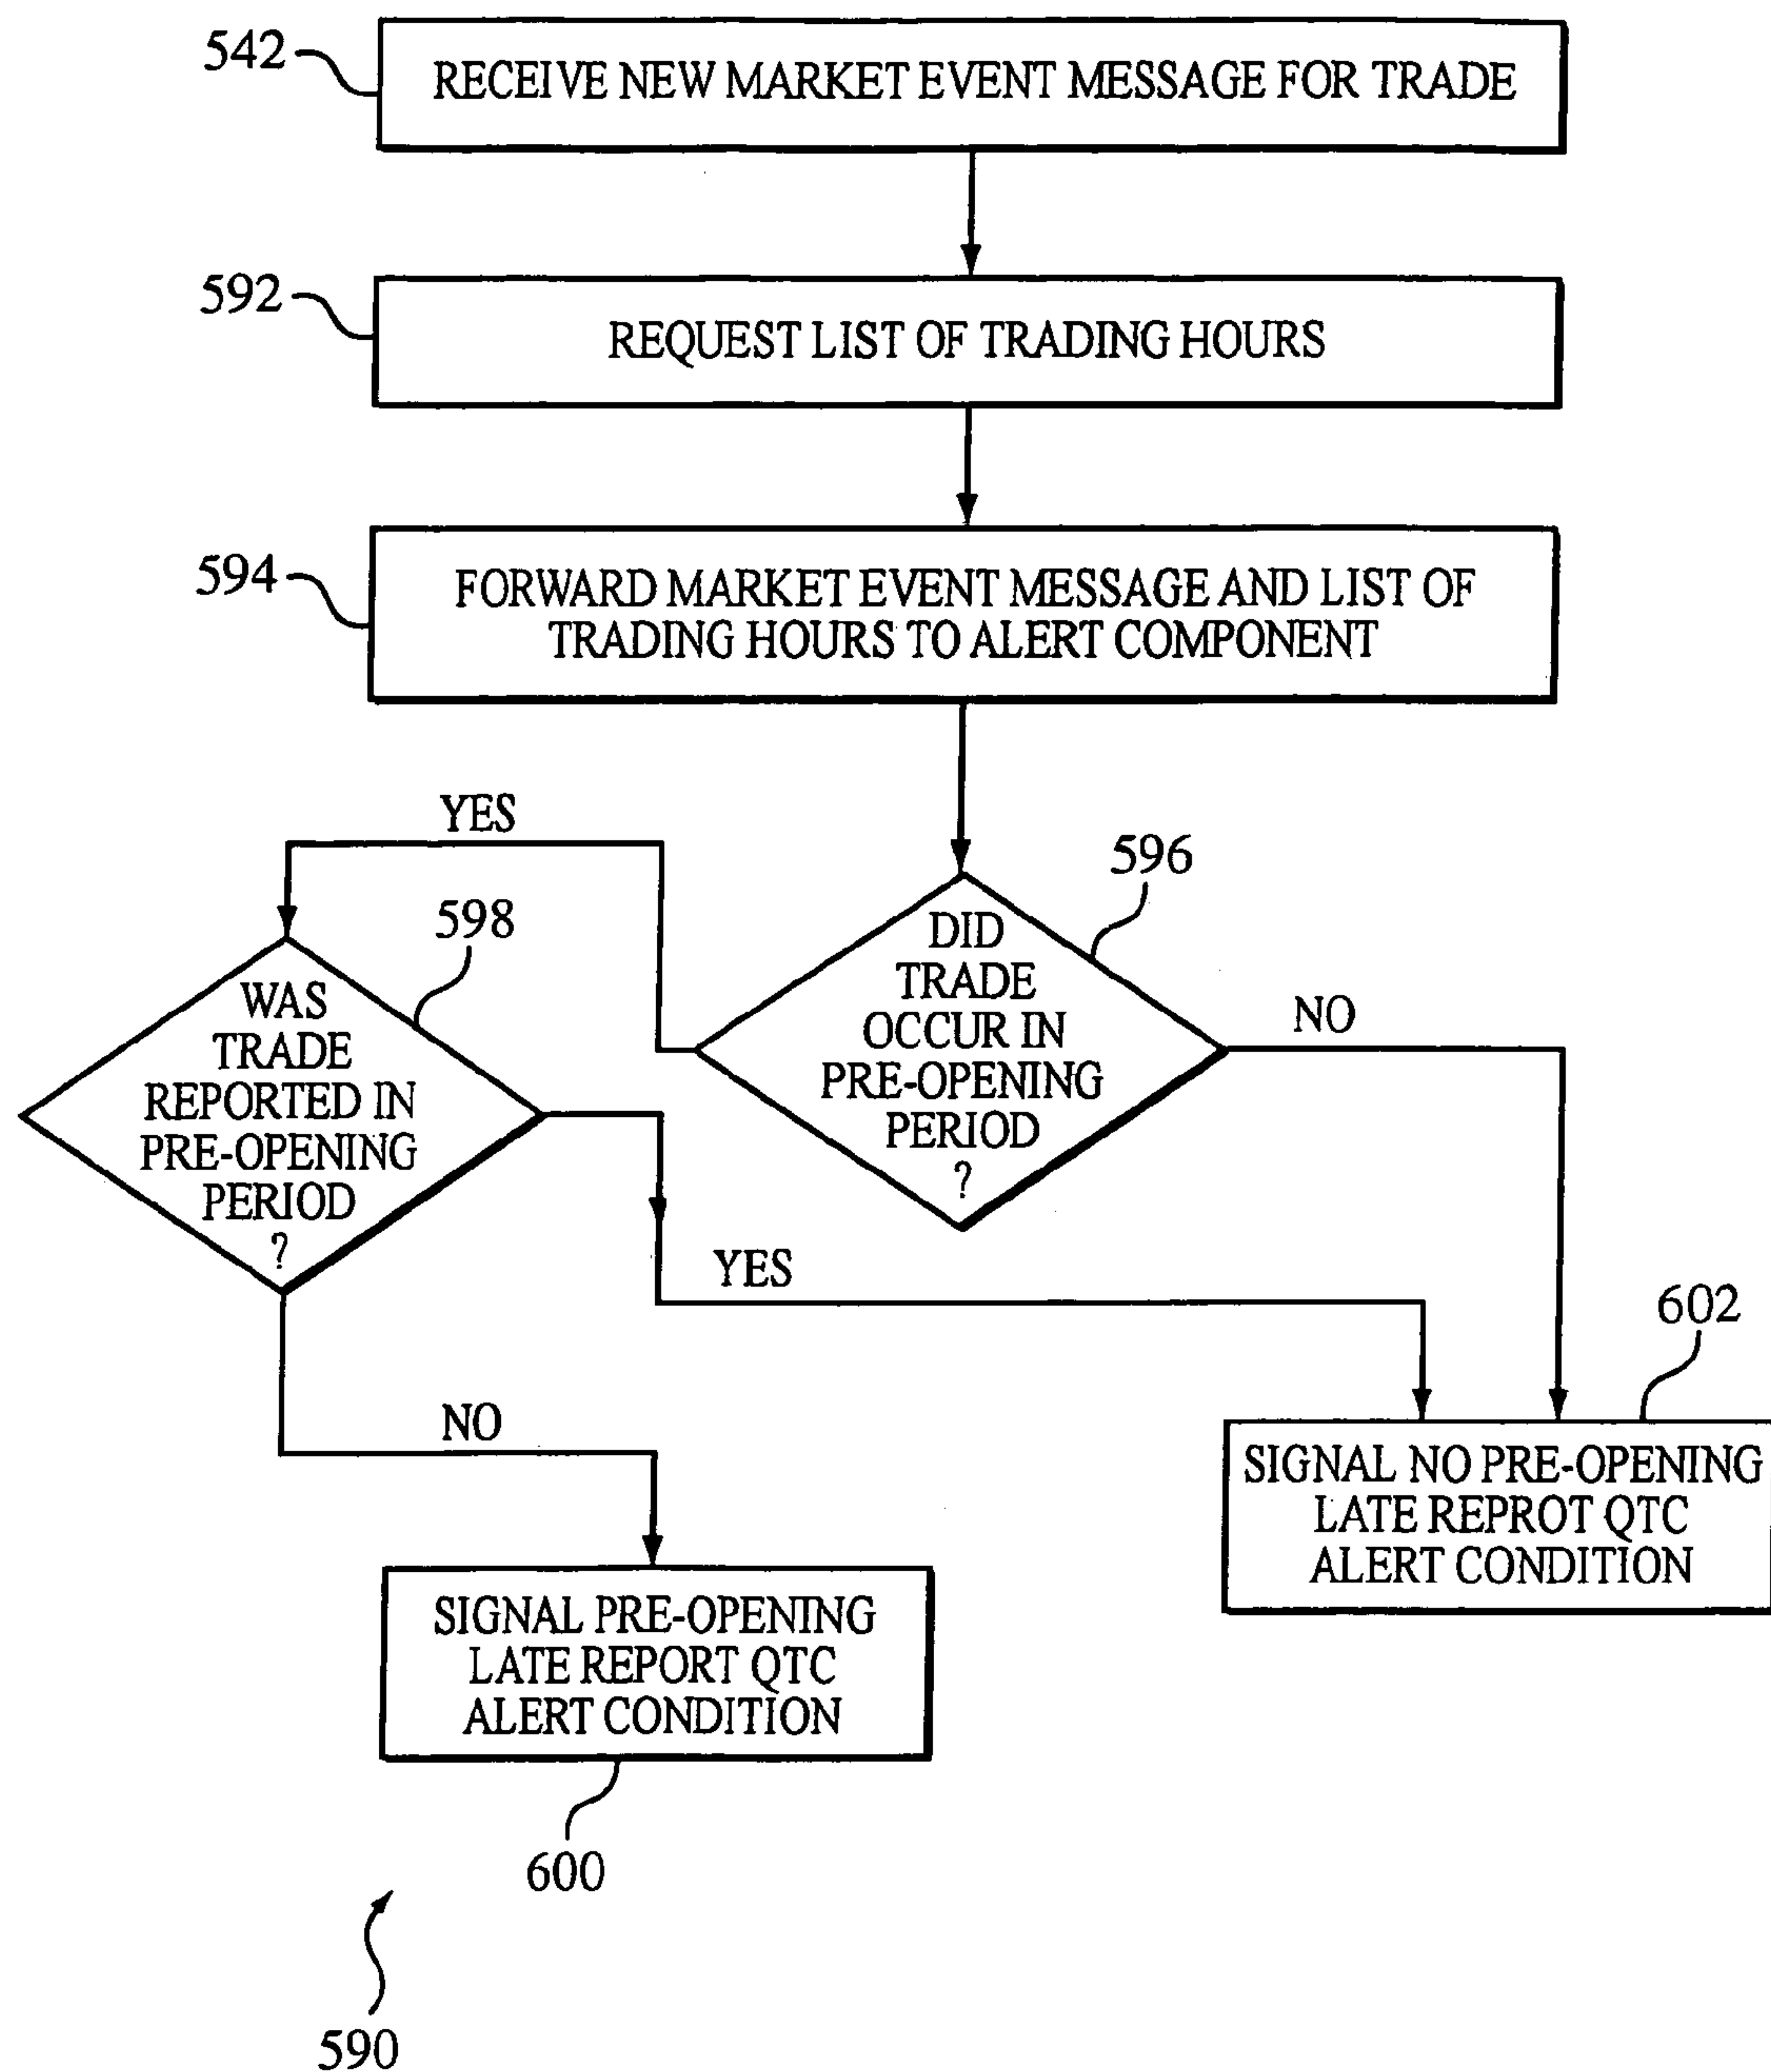 542
RECEIVE NEW MARKET EVENT MESSAGE FOR TRADE
592
REQUEST LIST OF TRADING HOURS
594
FORWARD MARKET EVENT MESSAGE AND LIST OF
TRADING HOURS TO ALERT COMPONENT
YES
596
598
DID
TRADE
OCCUR IN
PRE-OPENING
PERIOD
?
NO
WAS
TRADE
REPORTED IN
PRE-OPENING
PERIOD
?
YES
602
NO
SIGNAL NO PRE-OPENING
LATE REPROT QTC
ALERT CONDITION
SIGNAL PRE-OPENING
LATE REPORT QTC
ALERT CONDITION
600
590